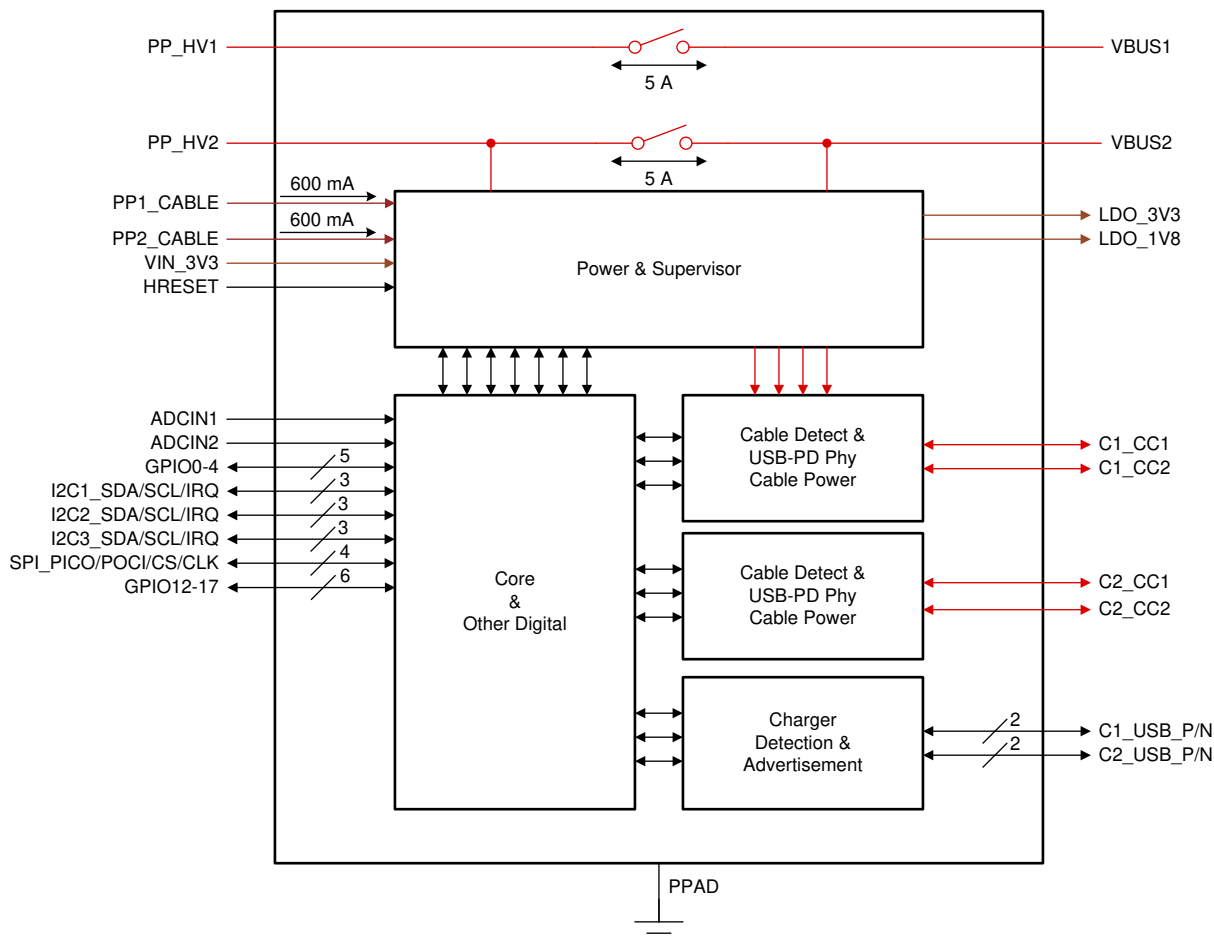 PP_HV1
VBUS1
5 A
PP_HV2
VBUS2
5 A
600 mA
PP1_CABLE
600 mA
PP2_CABLE
VIN_3V3
HRESET
Power & Supervisor
LDO_3V3
LDO_1V8
ADCIN1
ADCIN2
GPIO0-4
5
I2C1_SDA/SCL/IRQ
3
I2C2_SDA/SCL/IRQ
3
I2C3_SDA/SCL/IRQ
3
SPI_PICO/POCI/CS/CLK
4
GPIO12-17
6
Core
&
Other Digital
Cable Detect &
USB-PD Phy
Cable Power
C1_CC1
C1_CC2
Cable Detect &
USB-PD Phy
Cable Power
C2_CC1
C2_CC2
Charger
Detection &
Advertisement
2
C1_USB_P/N
2
C2_USB_P/N
PPAD